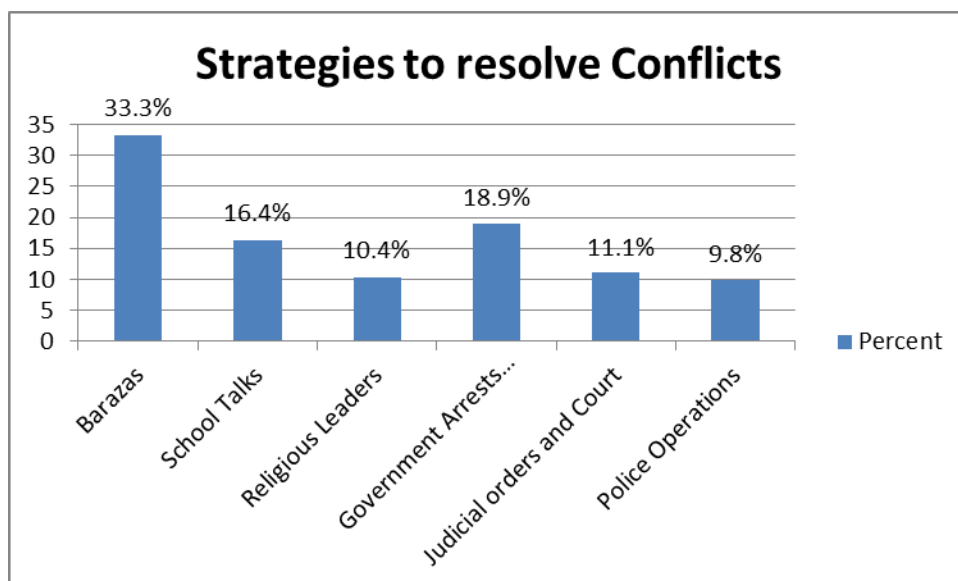 Strategies to resolve Conflicts
33.3%
16.4%
10.4%
18.9%
11.1%
9.8%
35
30
25
20
15
10
5
0
Barazas
School Talks
Religious Leaders
Government Arrests...
Judicial orders and Court
Police Operations
Percent